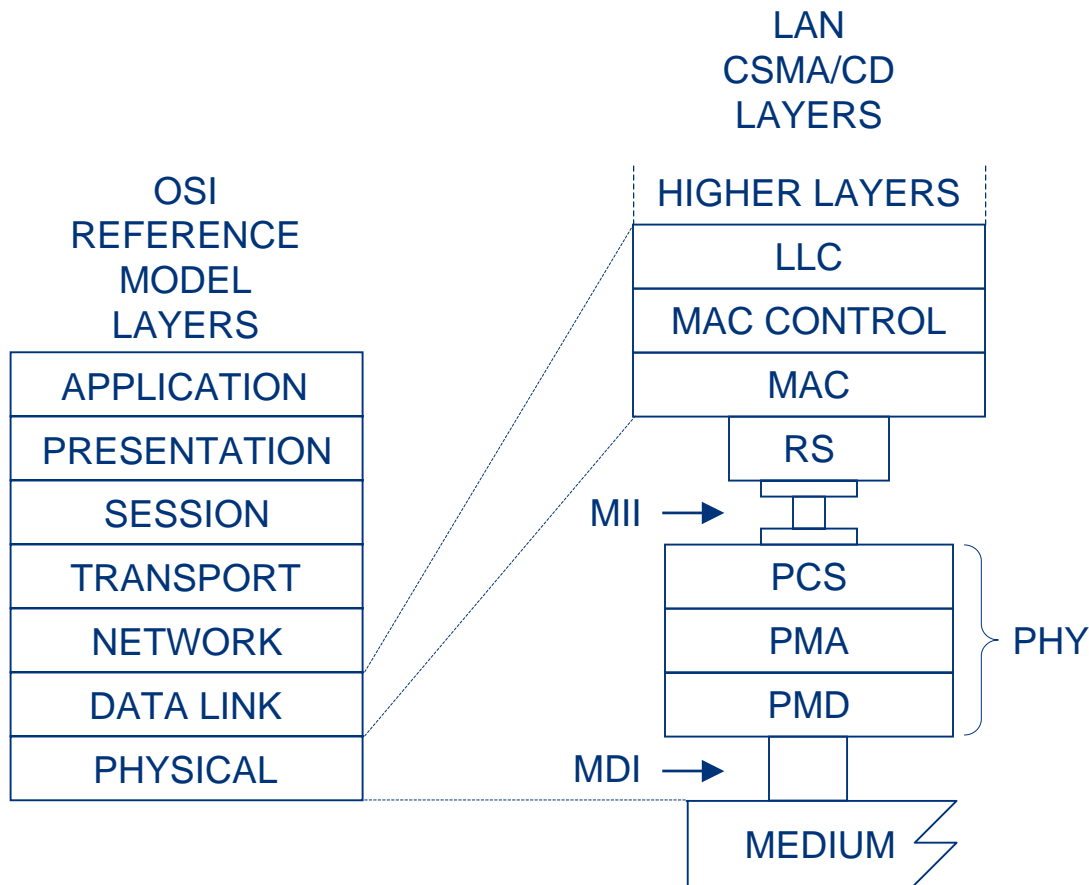 OSI
REFERENCE
MODEL
LAYERS
APPLICATION
PRESENTATION
SESSION
TRANSPORT
NETWORK
DATA LINK
PHYSICAL
LAN
CSMA/CD
LAYERS
HIGHER LAYERS
LLC
MAC CONTROL
MAC
RS
MII
PCS
PMA
PMD
PHY
MDI
MEDIUM